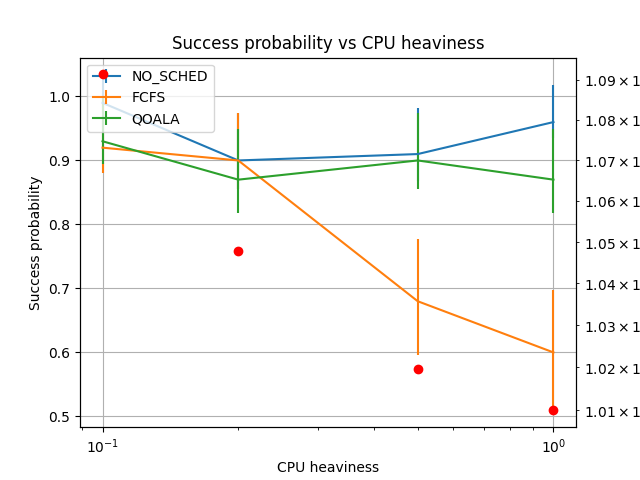 Success probability vs CPU heaviness
NO_SCHED
FCFS
QOALA
Success probability
1.0
0.9
0.8
0.7
0.6
0.5
1.09 × 1
1.08 × 1
1.07 × 1
1.06 × 1
1.05 × 1
1.04 × 1
1.03 × 1
1.02 × 1
1.01 × 1
10⁻¹
10⁰
CPU heaviness